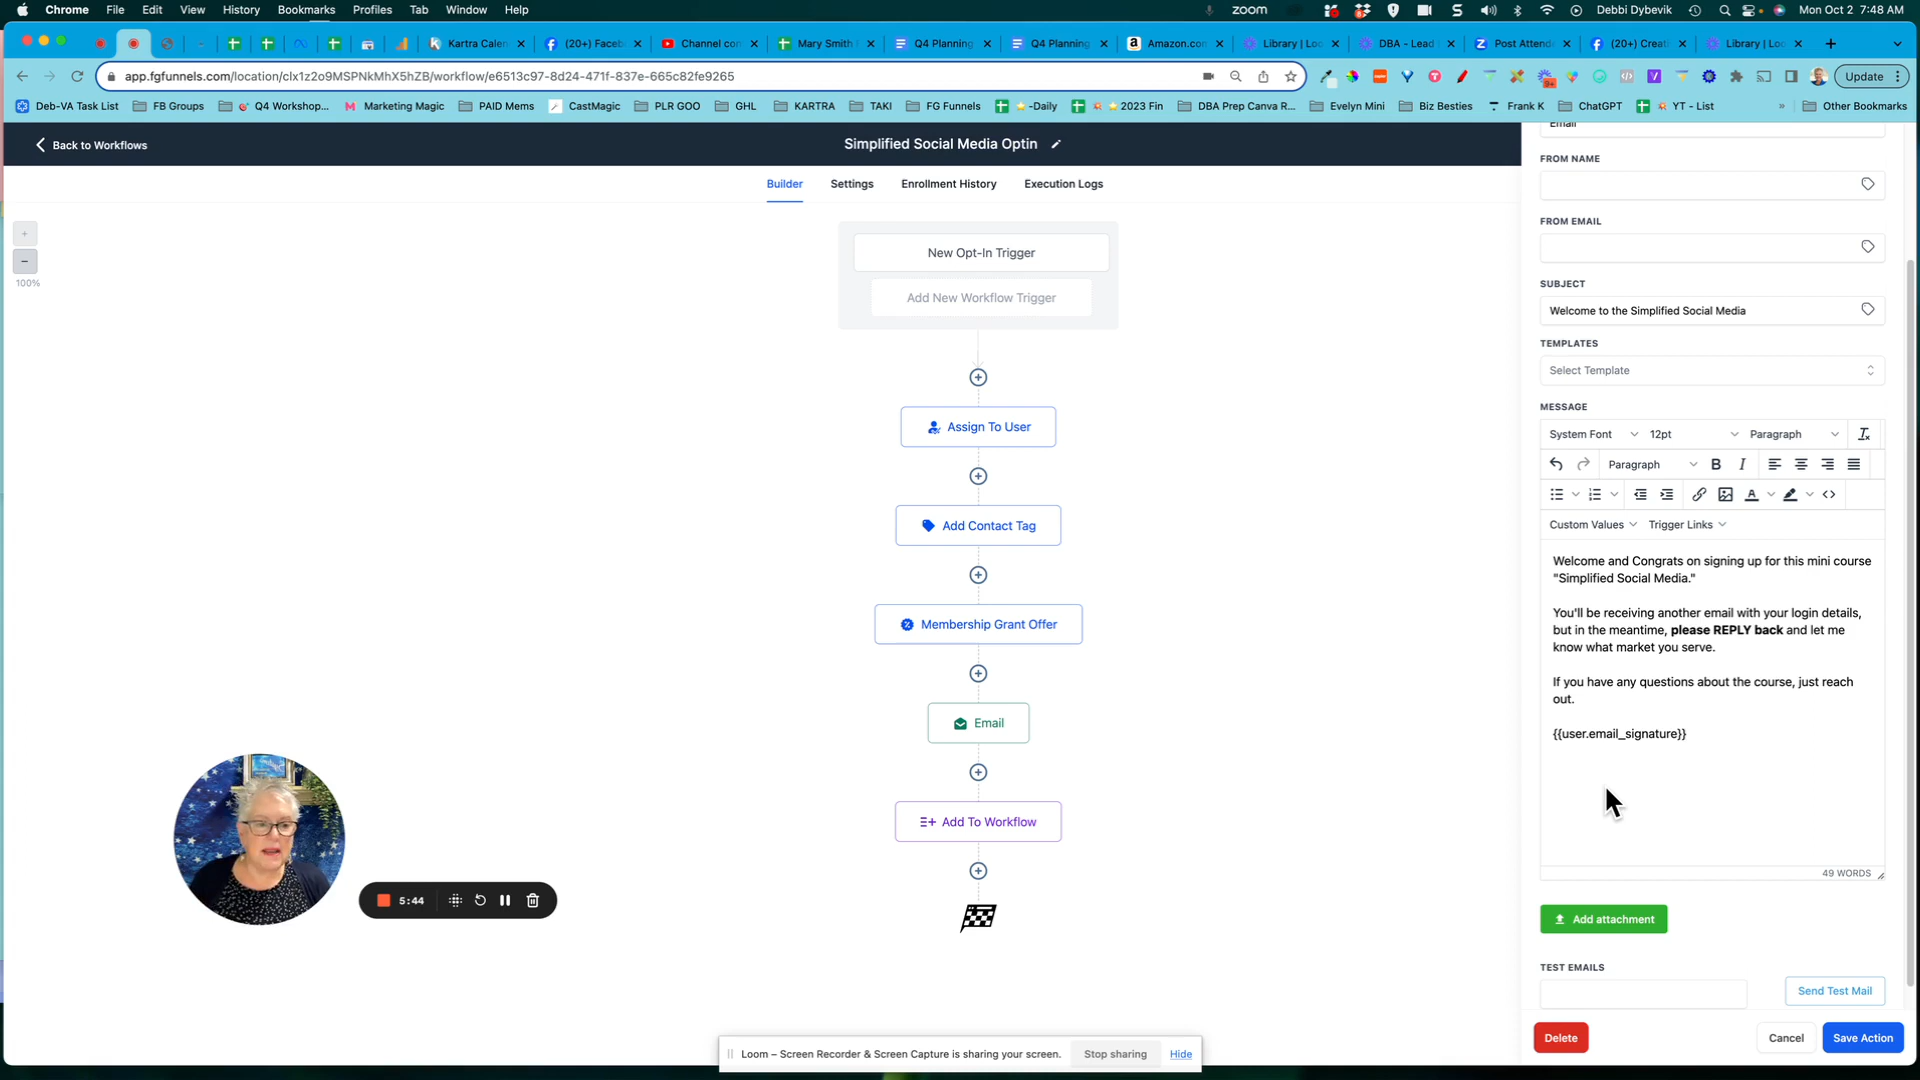 Chrome File Edit View History Bookmarks Profiles Tab Window Help zoom Debbi Dybevik Mon Oct 2 7:48 AM
Kartra Calen (20+) Faceb Channel con Mary Smith Q4 Planning Q4 Planning Amazon.co Library | Lo DBA - Lead Post Attend (20+) Creat Library | Lo
app.fgfunnels.com/location/clx1z2o9MSPNkMhX5hZB/workflow/e6513c97-8d24-471f-837e-665c82fe9265 Update
Deb-VA Task List FB Groups Q4 Workshop... Marketing Magic PAID Mems CastMagic PLR GOO GHL KARTRA TAKI FG Funnels -Daily 2023 Fin DBA Prep Canva R... Evelyn Mini Biz Besties Frank K ChatGPT YT - List » Other Bookmarks
Back to Workflows
Simplified Social Media Optin
Builder Settings Enrollment History Execution Logs
100%
New Opt-In Trigger
Add New Workflow Trigger
Assign To User
Add Contact Tag
Membership Grant Offer
Email
Add To Workflow
5:44
Loom – Screen Recorder & Screen Capture is sharing your screen. Stop sharing Hide
Email
FROM NAME
FROM EMAIL
SUBJECT
Welcome to the Simplified Social Media
TEMPLATES
Select Template
MESSAGE
System Font 12pt Paragraph
Paragraph B I
A
Custom Values Trigger Links
Welcome and Congrats on signing up for this mini course
"Simplified Social Media."
You'll be receiving another email with your login details,
but in the meantime, please REPLY back and let me
know what market you serve.
If you have any questions about the course, just reach
out.
{{user.email_signature}}
49 WORDS
Add attachment
TEST EMAILS
Send Test Mail
Delete Cancel Save Action